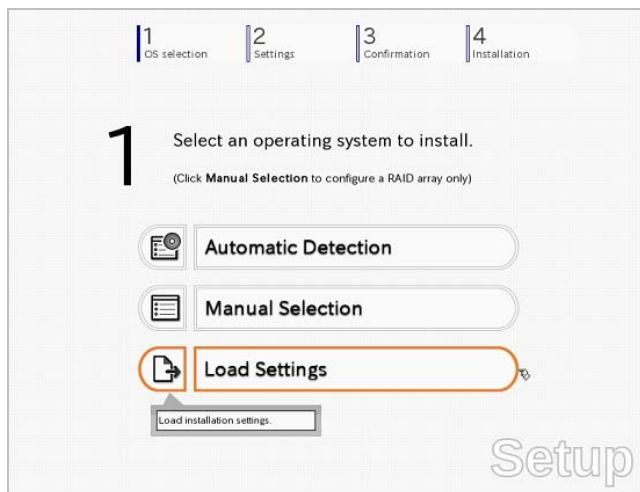 1
OS selection
2
Settings
3
Confirmation
4
Installation
1
Select an operating system to install.
(Click Manual Selection to configure a RAID array only)
Automatic Detection
Manual Selection
Load Settings
Load installation settings.
Setup